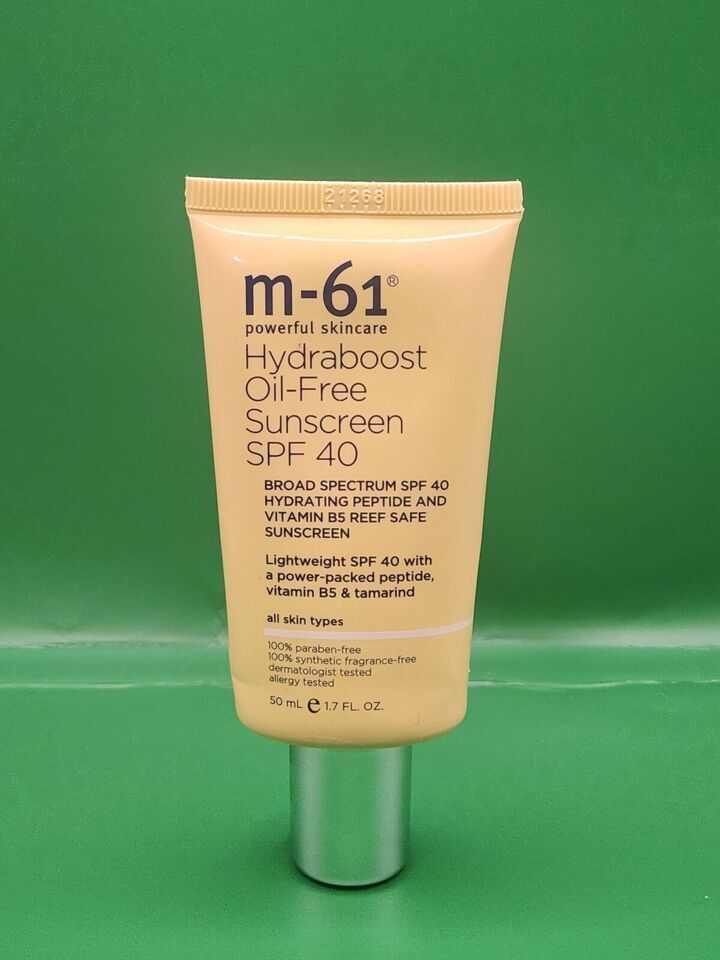 21268
m-61®
powerful skincare
Hydraboost
Oil-Free
Sunscreen
SPF 40
BROAD SPECTRUM SPF 40
HYDRATING PEPTIDE AND
VITAMIN B5 REEF SAFE
SUNSCREEN
Lightweight SPF 40 with
a power-packed peptide,
vitamin B5 & tamarind
all skin types
100% paraben-free
100% synthetic fragrance-free
dermatologist tested
allergy tested
50 mL ℮ 1.7 FL. OZ.